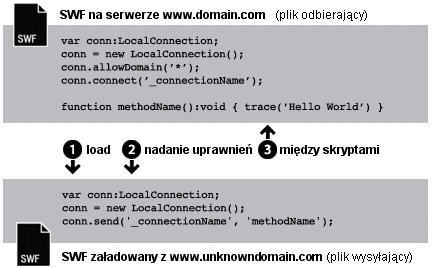 SWF na serwerze www.domain.com (plik odbierający)
SWF
var conn:LocalConnection;
conn = new LocalConnection();
conn.allowDomain('*');
conn.connect('_connectionName');
function methodName():void { trace('Hello World') }
1 load 2 nadanie uprawnień 3 między skryptami
var conn:LocalConnection;
conn = new LocalConnection();
conn.send('_connectionName', 'methodName');
SWF
SWF załadowany z www.unknowndomain.com (plik wysyłający)